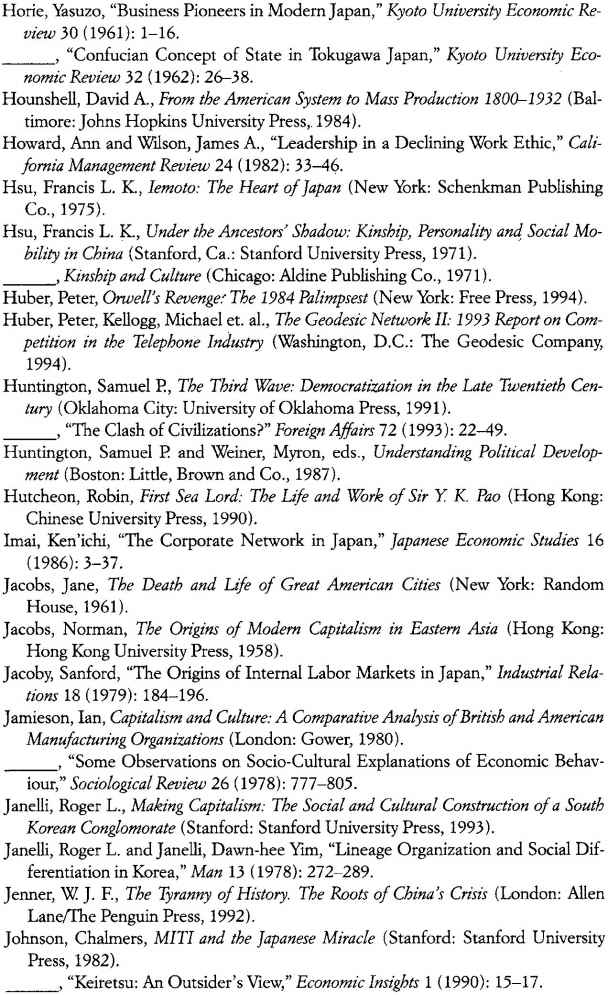 Horie, Yasuzo, “Business Pioneers in Modern Japan,” Kyoto University Economic Re-
view 30 (1961): 1–16.
______, “Confucian Concept of State in Tokugawa Japan,” Kyoto University Eco-
nomic Review 32 (1962): 26–38.
Hounshell, David A., From the American System to Mass Production 1800–1932 (Bal-
timore: Johns Hopkins University Press, 1984).
Howard, Ann and Wilson, James A., “Leadership in a Declining Work Ethic,” Cali-
fornia Management Review 24 (1982): 33–46.
Hsu, Francis L. K., Iemoto: The Heart of Japan (New York: Schenkman Publishing
Co., 1975).
Hsu, Francis L. K., Under the Ancestors’ Shadow: Kinship, Personality and Social Mo-
bility in China (Stanford, Ca.: Stanford University Press, 1971).
______, Kinship and Culture (Chicago: Aldine Publishing Co., 1971).
Huber, Peter, Orwell’s Revenge: The 1984 Palimpsest (New York: Free Press, 1994).
Huber, Peter, Kellogg, Michael et. al., The Geodesic Network II: 1993 Report on Com-
petition in the Telephone Industry (Washington, D.C.: The Geodesic Company,
1994).
Huntington, Samuel P., The Third Wave: Democratization in the Late Twentieth Cen-
tury (Oklahoma City: University of Oklahoma Press, 1991).
______, “The Clash of Civilizations?” Foreign Affairs 72 (1993): 22–49.
Huntington, Samuel P. and Weiner, Myron, eds., Understanding Political Develop-
ment (Boston: Little, Brown and Co., 1987).
Hutcheon, Robin, First Sea Lord: The Life and Work of Sir Y. K. Pao (Hong Kong:
Chinese University Press, 1990).
Imai, Ken’ichi, “The Corporate Network in Japan,” Japanese Economic Studies 16
(1986): 3–37.
Jacobs, Jane, The Death and Life of Great American Cities (New York: Random
House, 1961).
Jacobs, Norman, The Origins of Modern Capitalism in Eastern Asia (Hong Kong:
Hong Kong University Press, 1958).
Jacoby, Sanford, “The Origins of Internal Labor Markets in Japan,” Industrial Rela-
tions 18 (1979): 184–196.
Jamieson, Ian, Capitalism and Culture: A Comparative Analysis of British and American
Manufacturing Organizations (London: Gower, 1980).
______, “Some Observations on Socio-Cultural Explanations of Economic Behav-
iour,” Sociological Review 26 (1978): 777–805.
Janelli, Roger L., Making Capitalism: The Social and Cultural Construction of a South
Korean Conglomorate (Stanford: Stanford University Press, 1993).
Janelli, Roger L. and Janelli, Dawn-hee Yim, “Lineage Organization and Social Dif-
ferentiation in Korea,” Man 13 (1978): 272–289.
Jenner, W. J. F., The Tyranny of History. The Roots of China’s Crisis (London: Allen
Lane/The Penguin Press, 1992).
Johnson, Chalmers, MITI and the Japanese Miracle (Stanford: Stanford University
Press, 1982).
______, “Keiretsu: An Outsider’s View,” Economic Insights 1 (1990): 15–17.